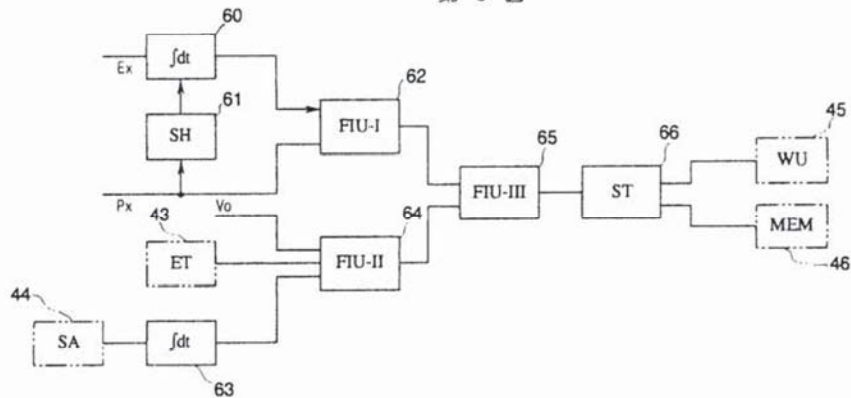 60
Ex
∫dt
61
SH
62
FIU-I
Px
Vo
43
ET
64
FIU-II
65
FIU-III
66
ST
45
WU
MEM
46
44
SA
∫dt
63